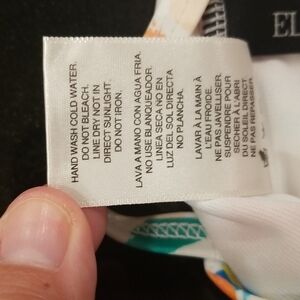 HAND WASH COLD WATER.
DO NOT BLEACH.
LINE DRY NOT IN
DIRECT SUNLIGHT.
DO NOT IRON.
LAVA A MANO CON AGUA FRIA.
NO USE BLANQUEADOR.
LINEA SECA NO EN
LUZ DEL SOL DIRECTA
NO PLANCHA.
LAVAR À LA MAIN À
L'EAU FROIDE.
NE PAS JAVELLISER.
SUSPENDRE POUR
SECHER A L'ABRI
DU SOLEIL DIRECT
NE PAS REPASSER.
EL